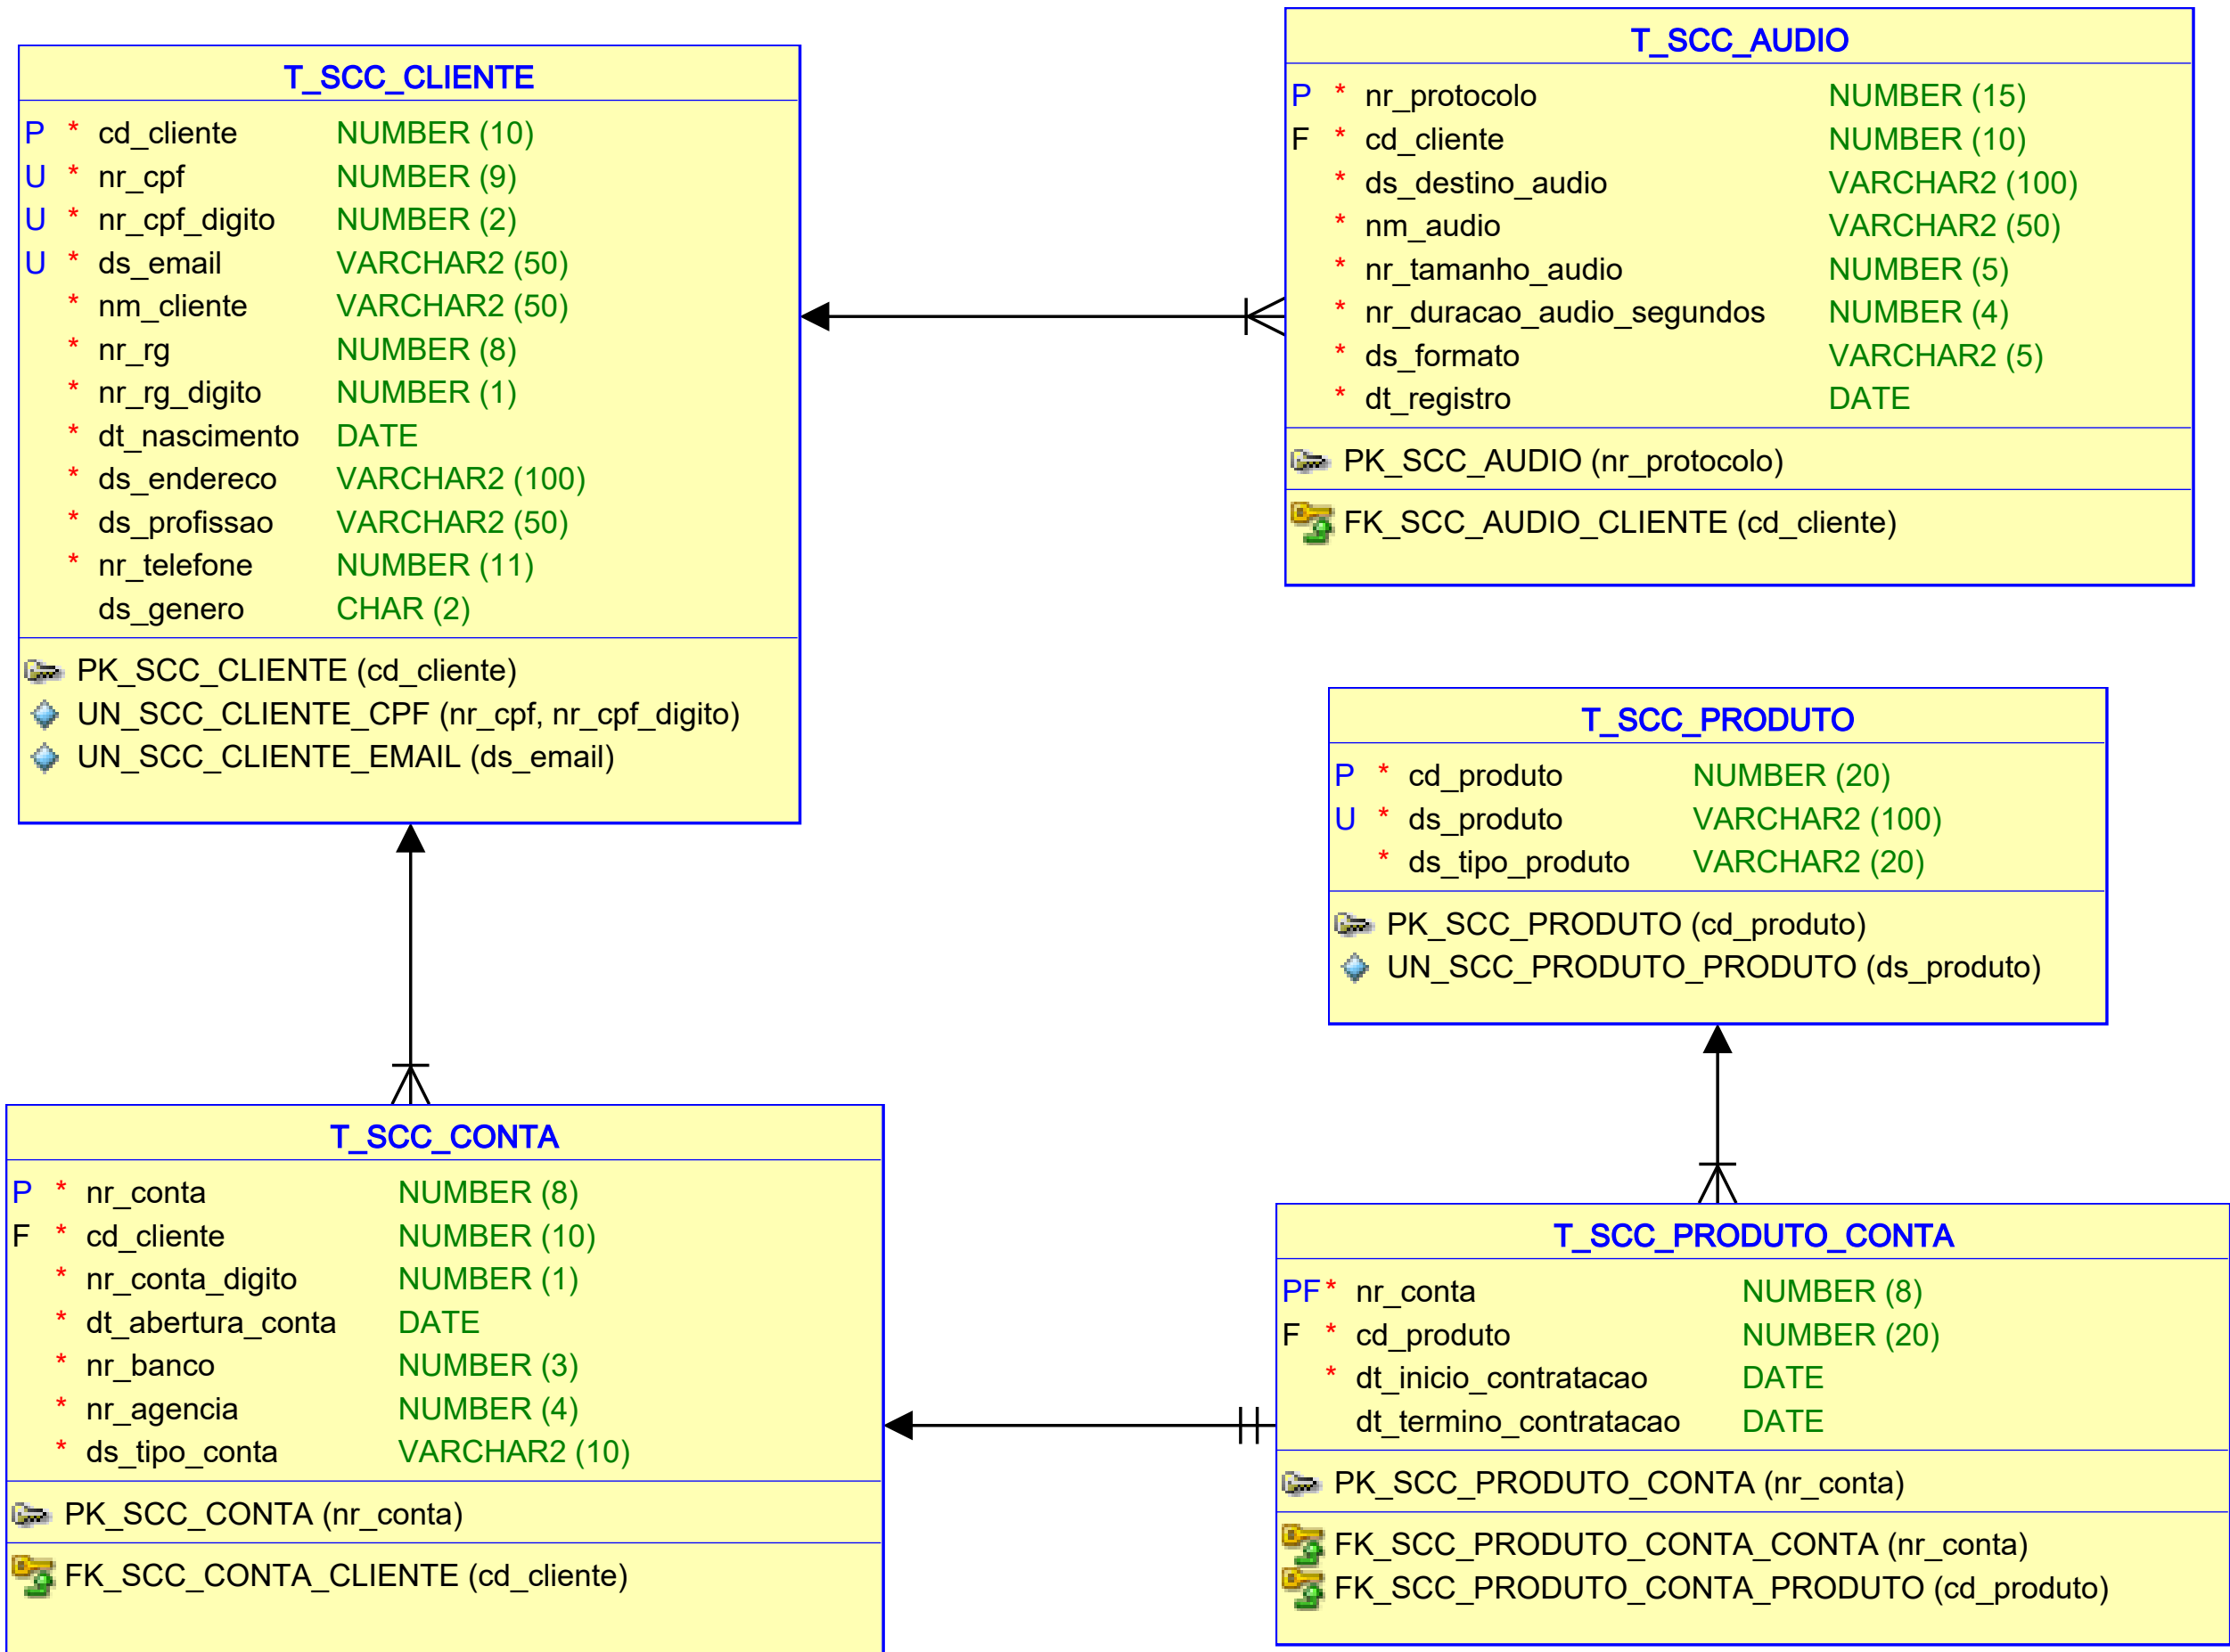 T_SCC_CLIENTE
P * cd_cliente NUMBER (10)
U * nr_cpf NUMBER (9)
U * nr_cpf_digito NUMBER (2)
U * ds_email VARCHAR2 (50)
* nm_cliente VARCHAR2 (50)
* nr_rg NUMBER (8)
* nr_rg_digito NUMBER (1)
* dt_nascimento DATE
* ds_endereco VARCHAR2 (100)
* ds_profissao VARCHAR2 (50)
* nr_telefone NUMBER (11)
ds_genero CHAR (2)
PK_SCC_CLIENTE (cd_cliente)
UN_SCC_CLIENTE_CPF (nr_cpf, nr_cpf_digito)
UN_SCC_CLIENTE_EMAIL (ds_email)
T_SCC_AUDIO
P * nr_protocolo NUMBER (15)
F * cd_cliente NUMBER (10)
* ds_destino_audio VARCHAR2 (100)
* nm_audio VARCHAR2 (50)
* nr_tamanho_audio NUMBER (5)
* nr_duracao_audio_segundos NUMBER (4)
* ds_formato VARCHAR2 (5)
* dt_registro DATE
PK_SCC_AUDIO (nr_protocolo)
FK_SCC_AUDIO_CLIENTE (cd_cliente)
T_SCC_PRODUTO
P * cd_produto NUMBER (20)
U * ds_produto VARCHAR2 (100)
* ds_tipo_produto VARCHAR2 (20)
PK_SCC_PRODUTO (cd_produto)
UN_SCC_PRODUTO_PRODUTO (ds_produto)
T_SCC_CONTA
P * nr_conta NUMBER (8)
F * cd_cliente NUMBER (10)
* nr_conta_digito NUMBER (1)
* dt_abertura_conta DATE
* nr_banco NUMBER (3)
* nr_agencia NUMBER (4)
* ds_tipo_conta VARCHAR2 (10)
PK_SCC_CONTA (nr_conta)
FK_SCC_CONTA_CLIENTE (cd_cliente)
T_SCC_PRODUTO_CONTA
PF * nr_conta NUMBER (8)
F * cd_produto NUMBER (20)
* dt_inicio_contratacao DATE
dt_termino_contratacao DATE
PK_SCC_PRODUTO_CONTA (nr_conta)
FK_SCC_PRODUTO_CONTA_CONTA (nr_conta)
FK_SCC_PRODUTO_CONTA_PRODUTO (cd_produto)